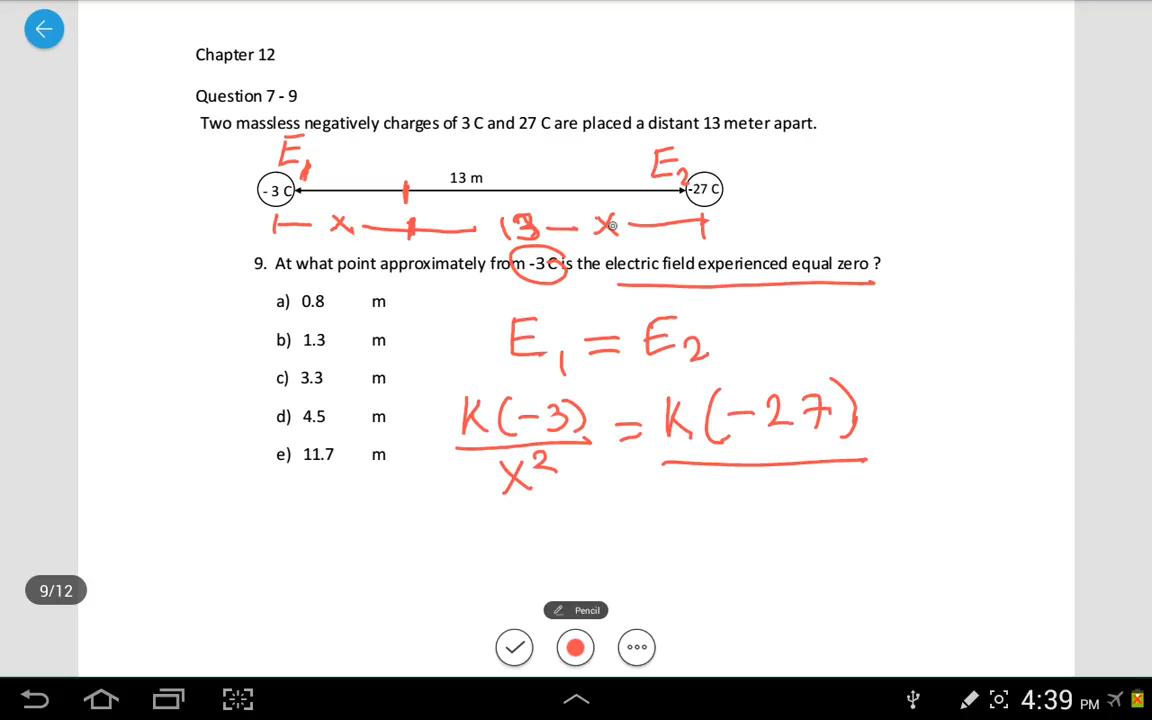 Chapter 12
Question 7 - 9
Two massless negatively charges of 3 C and 27 C are placed a distant 13 meter apart.
E1 E2
- 3 C 13 m -27 C
x 13 - x
9. At what point approximately from -3 C is the electric field experienced equal zero ?
a) 0.8 m
b) 1.3 m
c) 3.3 m
d) 4.5 m
e) 11.7 m
E1 = E2
K(-3) = K(-27)
x²
9/12
Pencil
4:39 PM